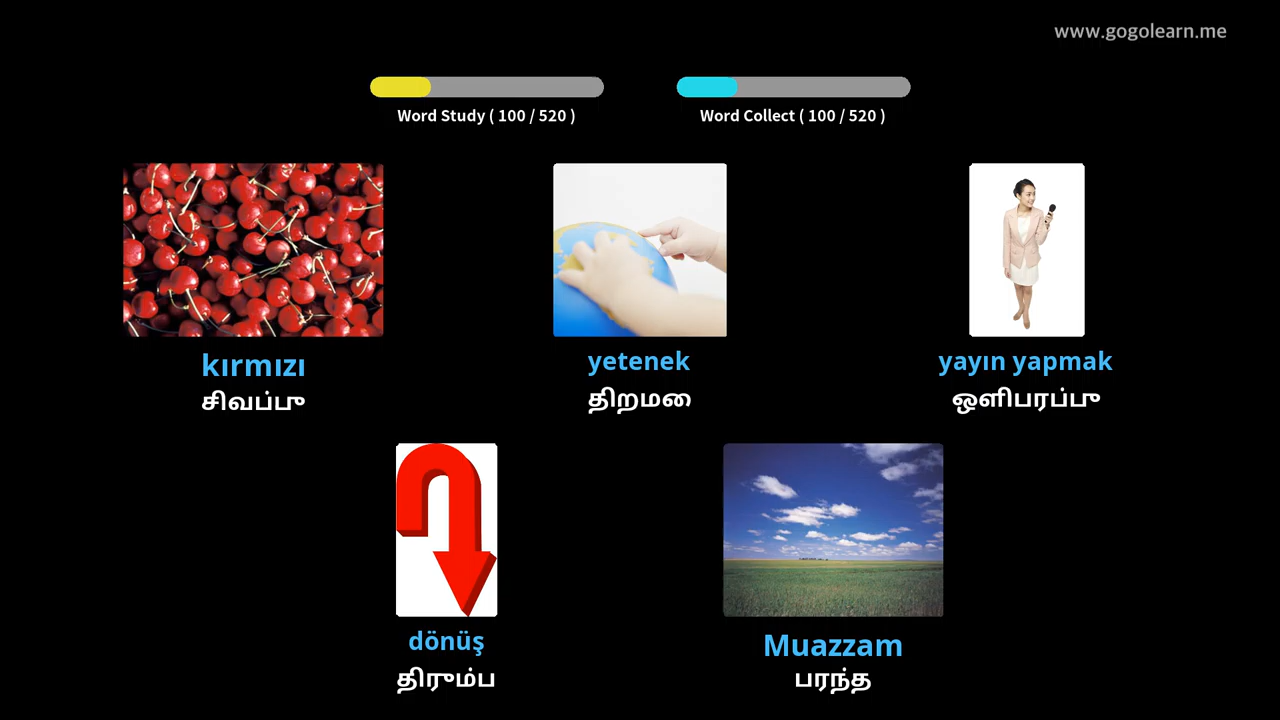 www.gogolearn.me
Word Study ( 100 / 520 )
Word Collect ( 100 / 520 )
kırmızı
சிவப்பு
yetenek
திறமை
yayın yapmak
ஒளிபரப்பு
dönüş
திரும்ப
Muazzam
பரந்த